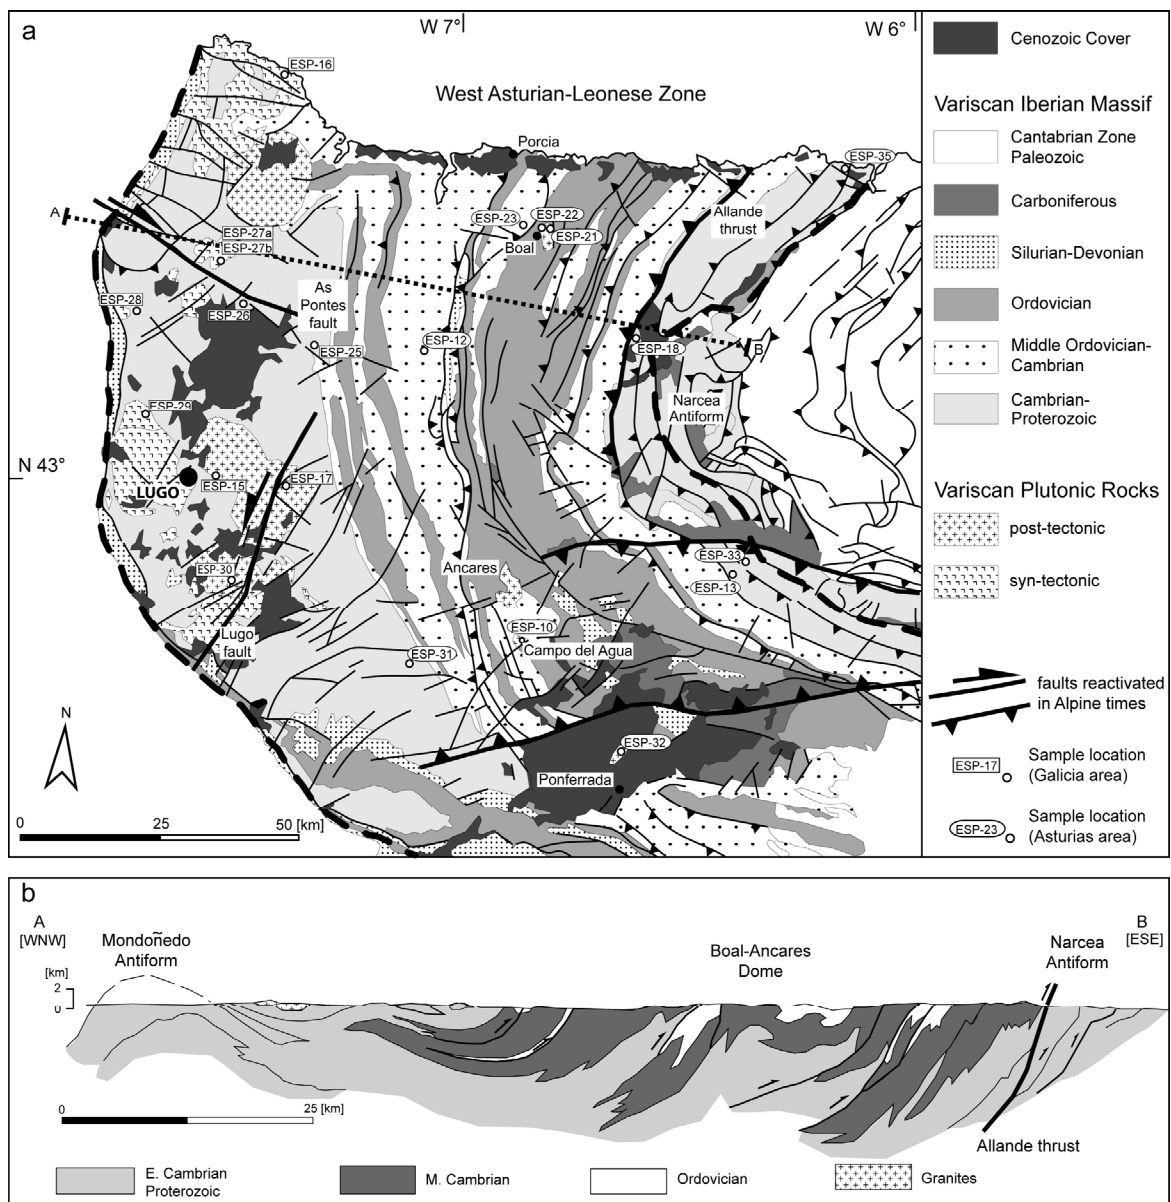 a
W 7°
W 6°
ESP-16
West Asturian-Leonese Zone
Porcia
ESP-35
A
ESP-27a
ESP-27b
ESP-23
ESP-22
ESP-21
Boal
Allande
thrust
ESP-28
ESP-26
As
Pontes
fault
ESP-25
ESP-12
ESP-18
B
Narcea
Antiform
ESP-29
N 43°
LUGO
ESP-15
ESP-17
ESP-30
Ancares
ESP-33
ESP-13
ESP-10
Campo del Agua
Lugo
fault
ESP-31
ESP-32
Ponferrada
N
0
25
50 [km]
Cenozoic Cover
Variscan Iberian Massif
Cantabrian Zone
Paleozoic
Carboniferous
Silurian-Devonian
Ordovician
Middle Ordovician-
Cambrian
Cambrian-
Proterozoic
Variscan Plutonic Rocks
post-tectonic
syn-tectonic
faults reactivated
in Alpine times
ESP-17
Sample location
(Galicia area)
ESP-23
Sample location
(Asturias area)
b
A
[WNW]
Mondoñedo
Antiform
Boal-Ancares
Dome
Narcea
Antiform
B
[ESE]
[km]
2
0
0
25 [km]
Allande thrust
E. Cambrian
Proterozoic
M. Cambrian
Ordovician
Granites